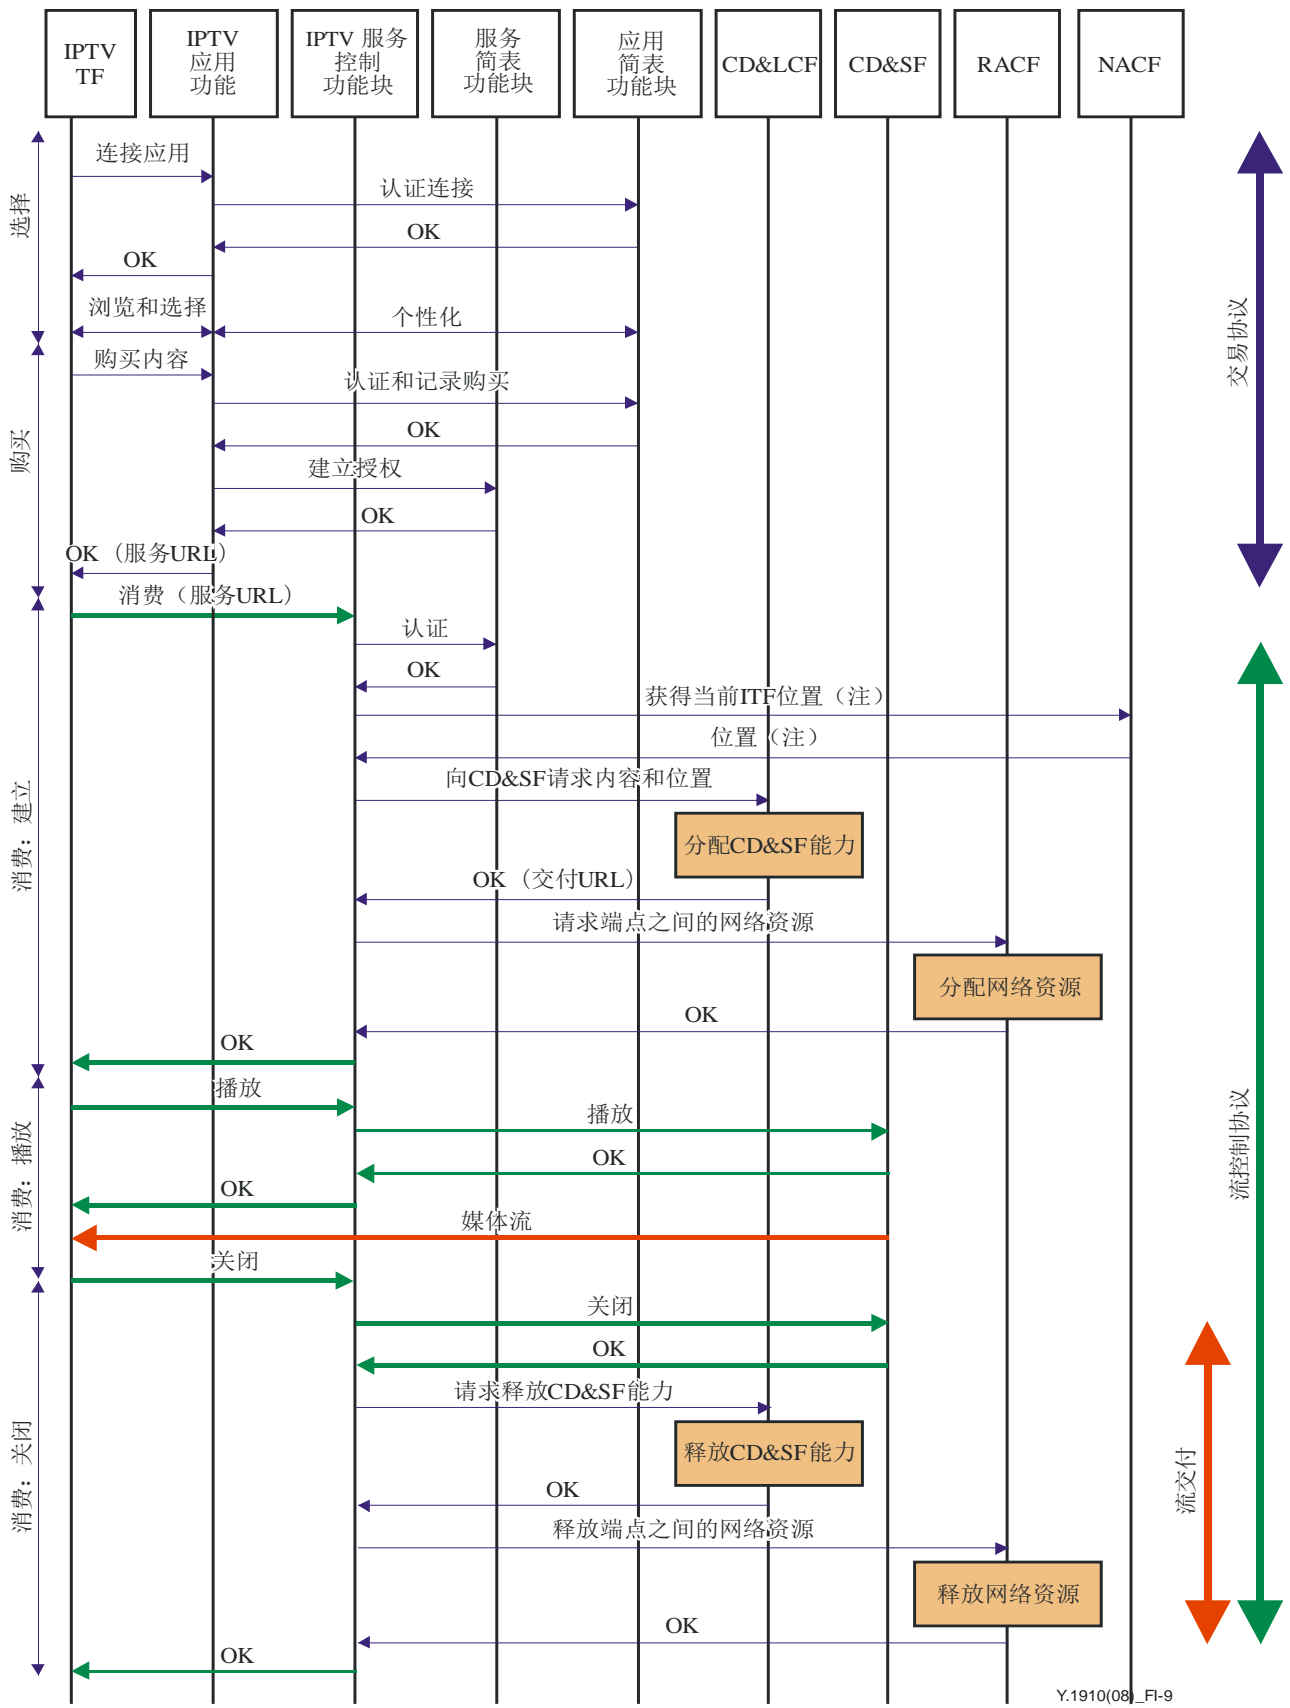 IPTV
TF
IPTV
应用
功能
IPTV 服务
控制
功能块
服务
简表
功能块
应用
简表
功能块
CD&LCF
CD&SF
RACF
NACF
选择
连接应用
认证连接
OK
OK
浏览和选择
个性化
购买
购买内容
认证和记录购买
OK
建立授权
OK
OK（服务URL）
交易协议
消费：建立
消费（服务URL）
认证
OK
获得当前ITF位置（注）
位置（注）
向CD&SF请求内容和位置
分配CD&SF能力
OK（交付URL）
请求端点之间的网络资源
分配网络资源
OK
OK
消费：播放
播放
播放
OK
OK
媒体流
流控制协议
消费：关闭
关闭
关闭
OK
请求释放CD&SF能力
释放CD&SF能力
OK
释放端点之间的网络资源
释放网络资源
OK
OK
流交付
Y.1910(08)_FI-9